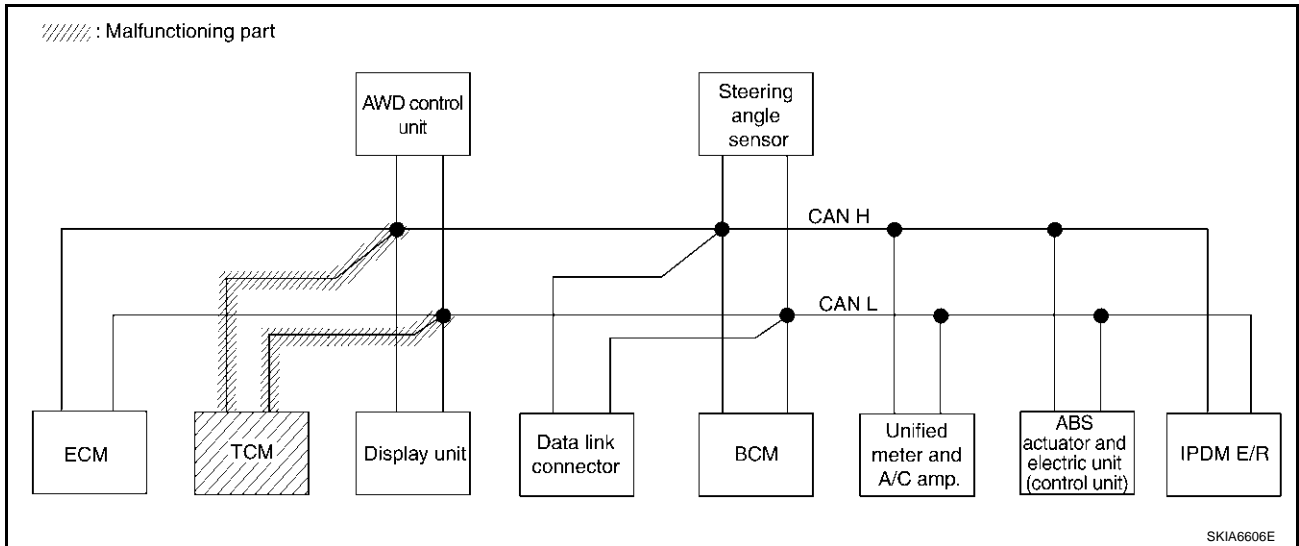 : Malfunctioning part
AWD control
unit
Steering
angle
sensor
CAN H
CAN L
ECM
TCM
Display unit
Data link
connector
BCM
Unified
meter and
A/C amp.
ABS
actuator and
electric unit
(control unit)
IPDM E/R
SKIA6606E